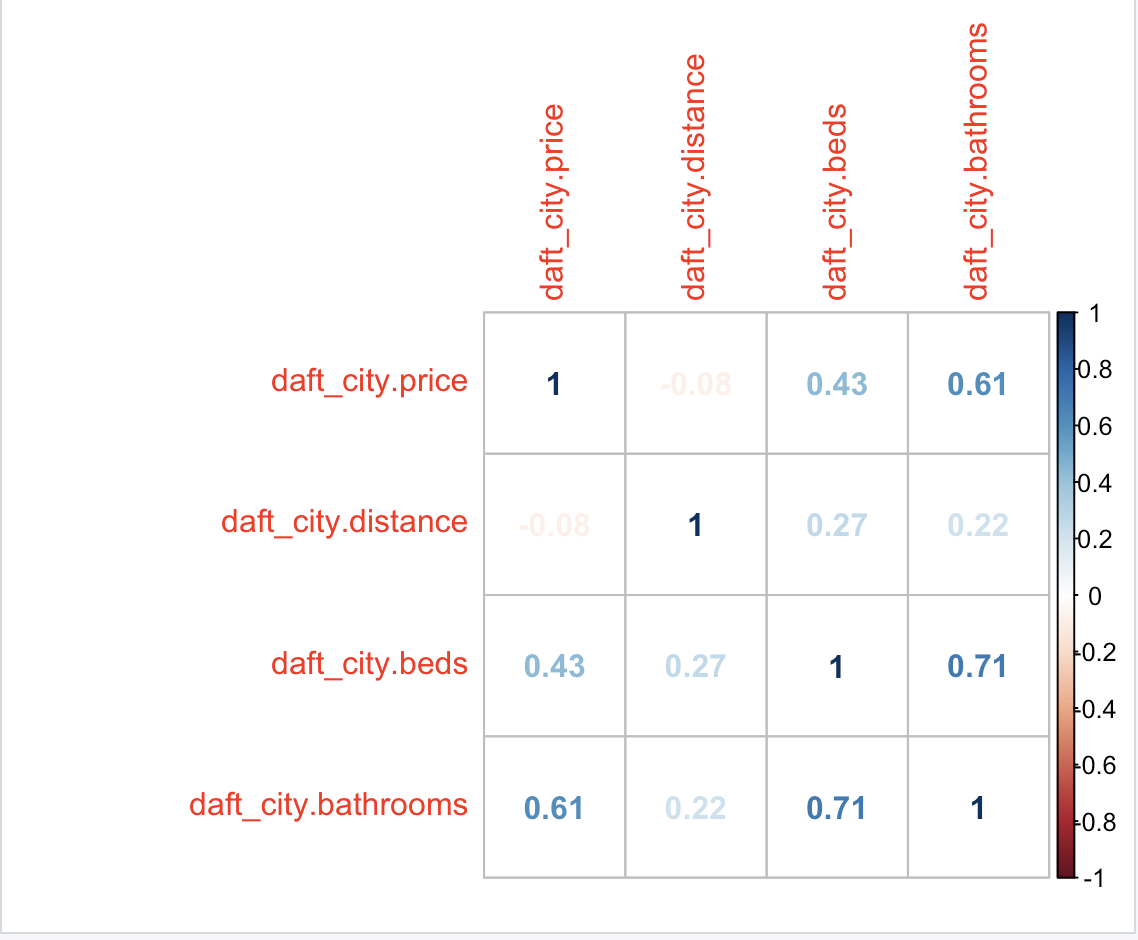 daft_city.price
daft_city.distance
daft_city.beds
daft_city.bathrooms
daft_city.price 1 -0.08 0.43 0.61
daft_city.distance -0.08 1 0.27 0.22
daft_city.beds 0.43 0.27 1 0.71
daft_city.bathrooms 0.61 0.22 0.71 1
1
0.8
0.6
0.4
0.2
0
-0.2
-0.4
-0.6
-0.8
-1